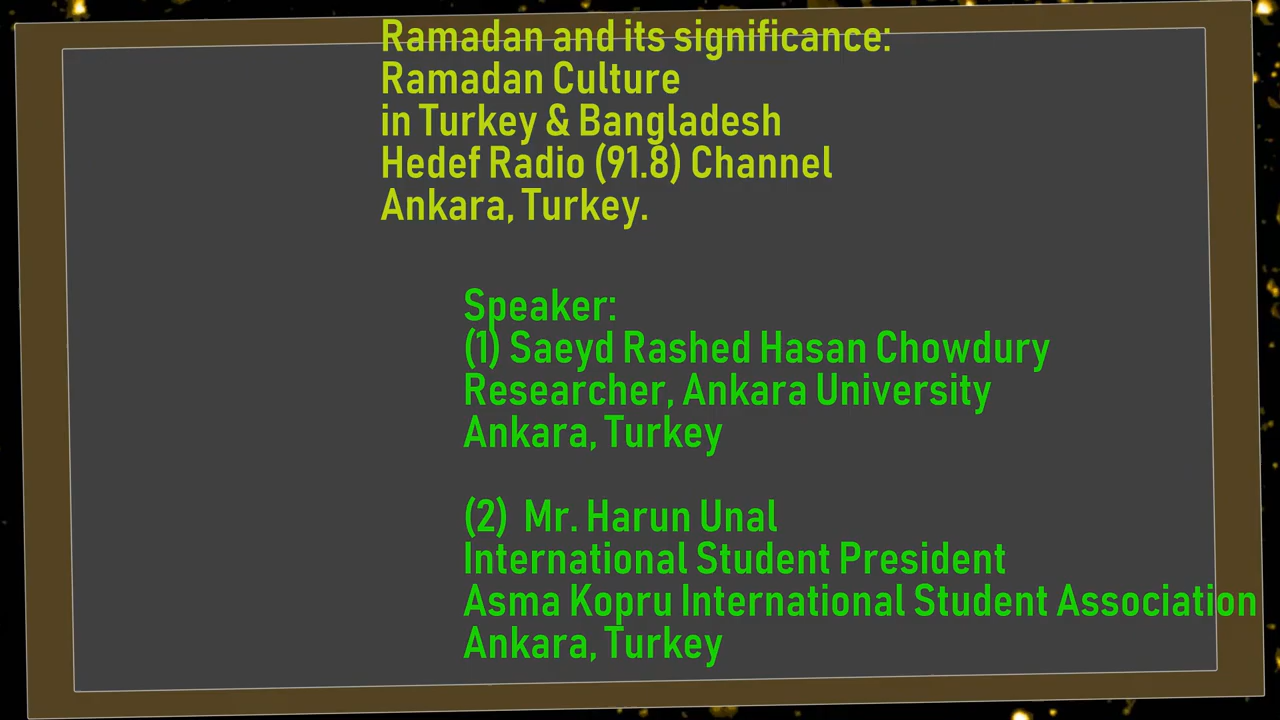 Ramadan and its significance:
Ramadan Culture
in Turkey & Bangladesh
Hedef Radio (91.8) Channel
Ankara, Turkey.
Speaker:
(1) Saeyd Rashed Hasan Chowdury
Researcher, Ankara University
Ankara, Turkey
(2) Mr. Harun Unal
International Student President
Asma Kopru International Student Association
Ankara, Turkey